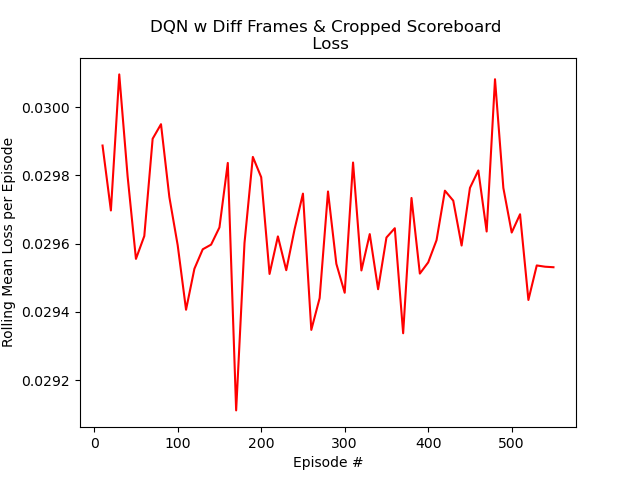 DQN w Diff Frames & Cropped Scoreboard
Loss
Rolling Mean Loss per Episode
0.0300
0.0298
0.0296
0.0294
0.0292
0 100 200 300 400 500
Episode #